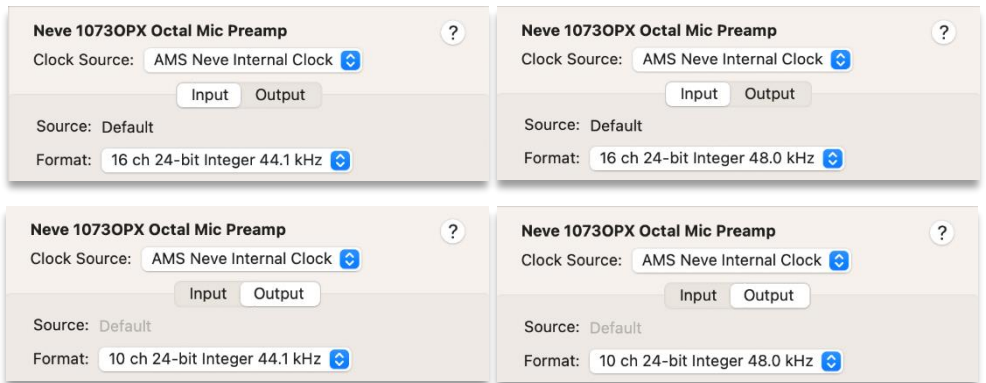 Neve 1073OPX Octal Mic Preamp ?
Clock Source: AMS Neve Internal Clock
Input Output
Source: Default
Format: 16 ch 24-bit Integer 44.1 kHz
Neve 1073OPX Octal Mic Preamp ?
Clock Source: AMS Neve Internal Clock
Input Output
Source: Default
Format: 16 ch 24-bit Integer 48.0 kHz
Neve 1073OPX Octal Mic Preamp ?
Clock Source: AMS Neve Internal Clock
Input Output
Source: Default
Format: 10 ch 24-bit Integer 44.1 kHz
Neve 1073OPX Octal Mic Preamp ?
Clock Source: AMS Neve Internal Clock
Input Output
Source: Default
Format: 10 ch 24-bit Integer 48.0 kHz